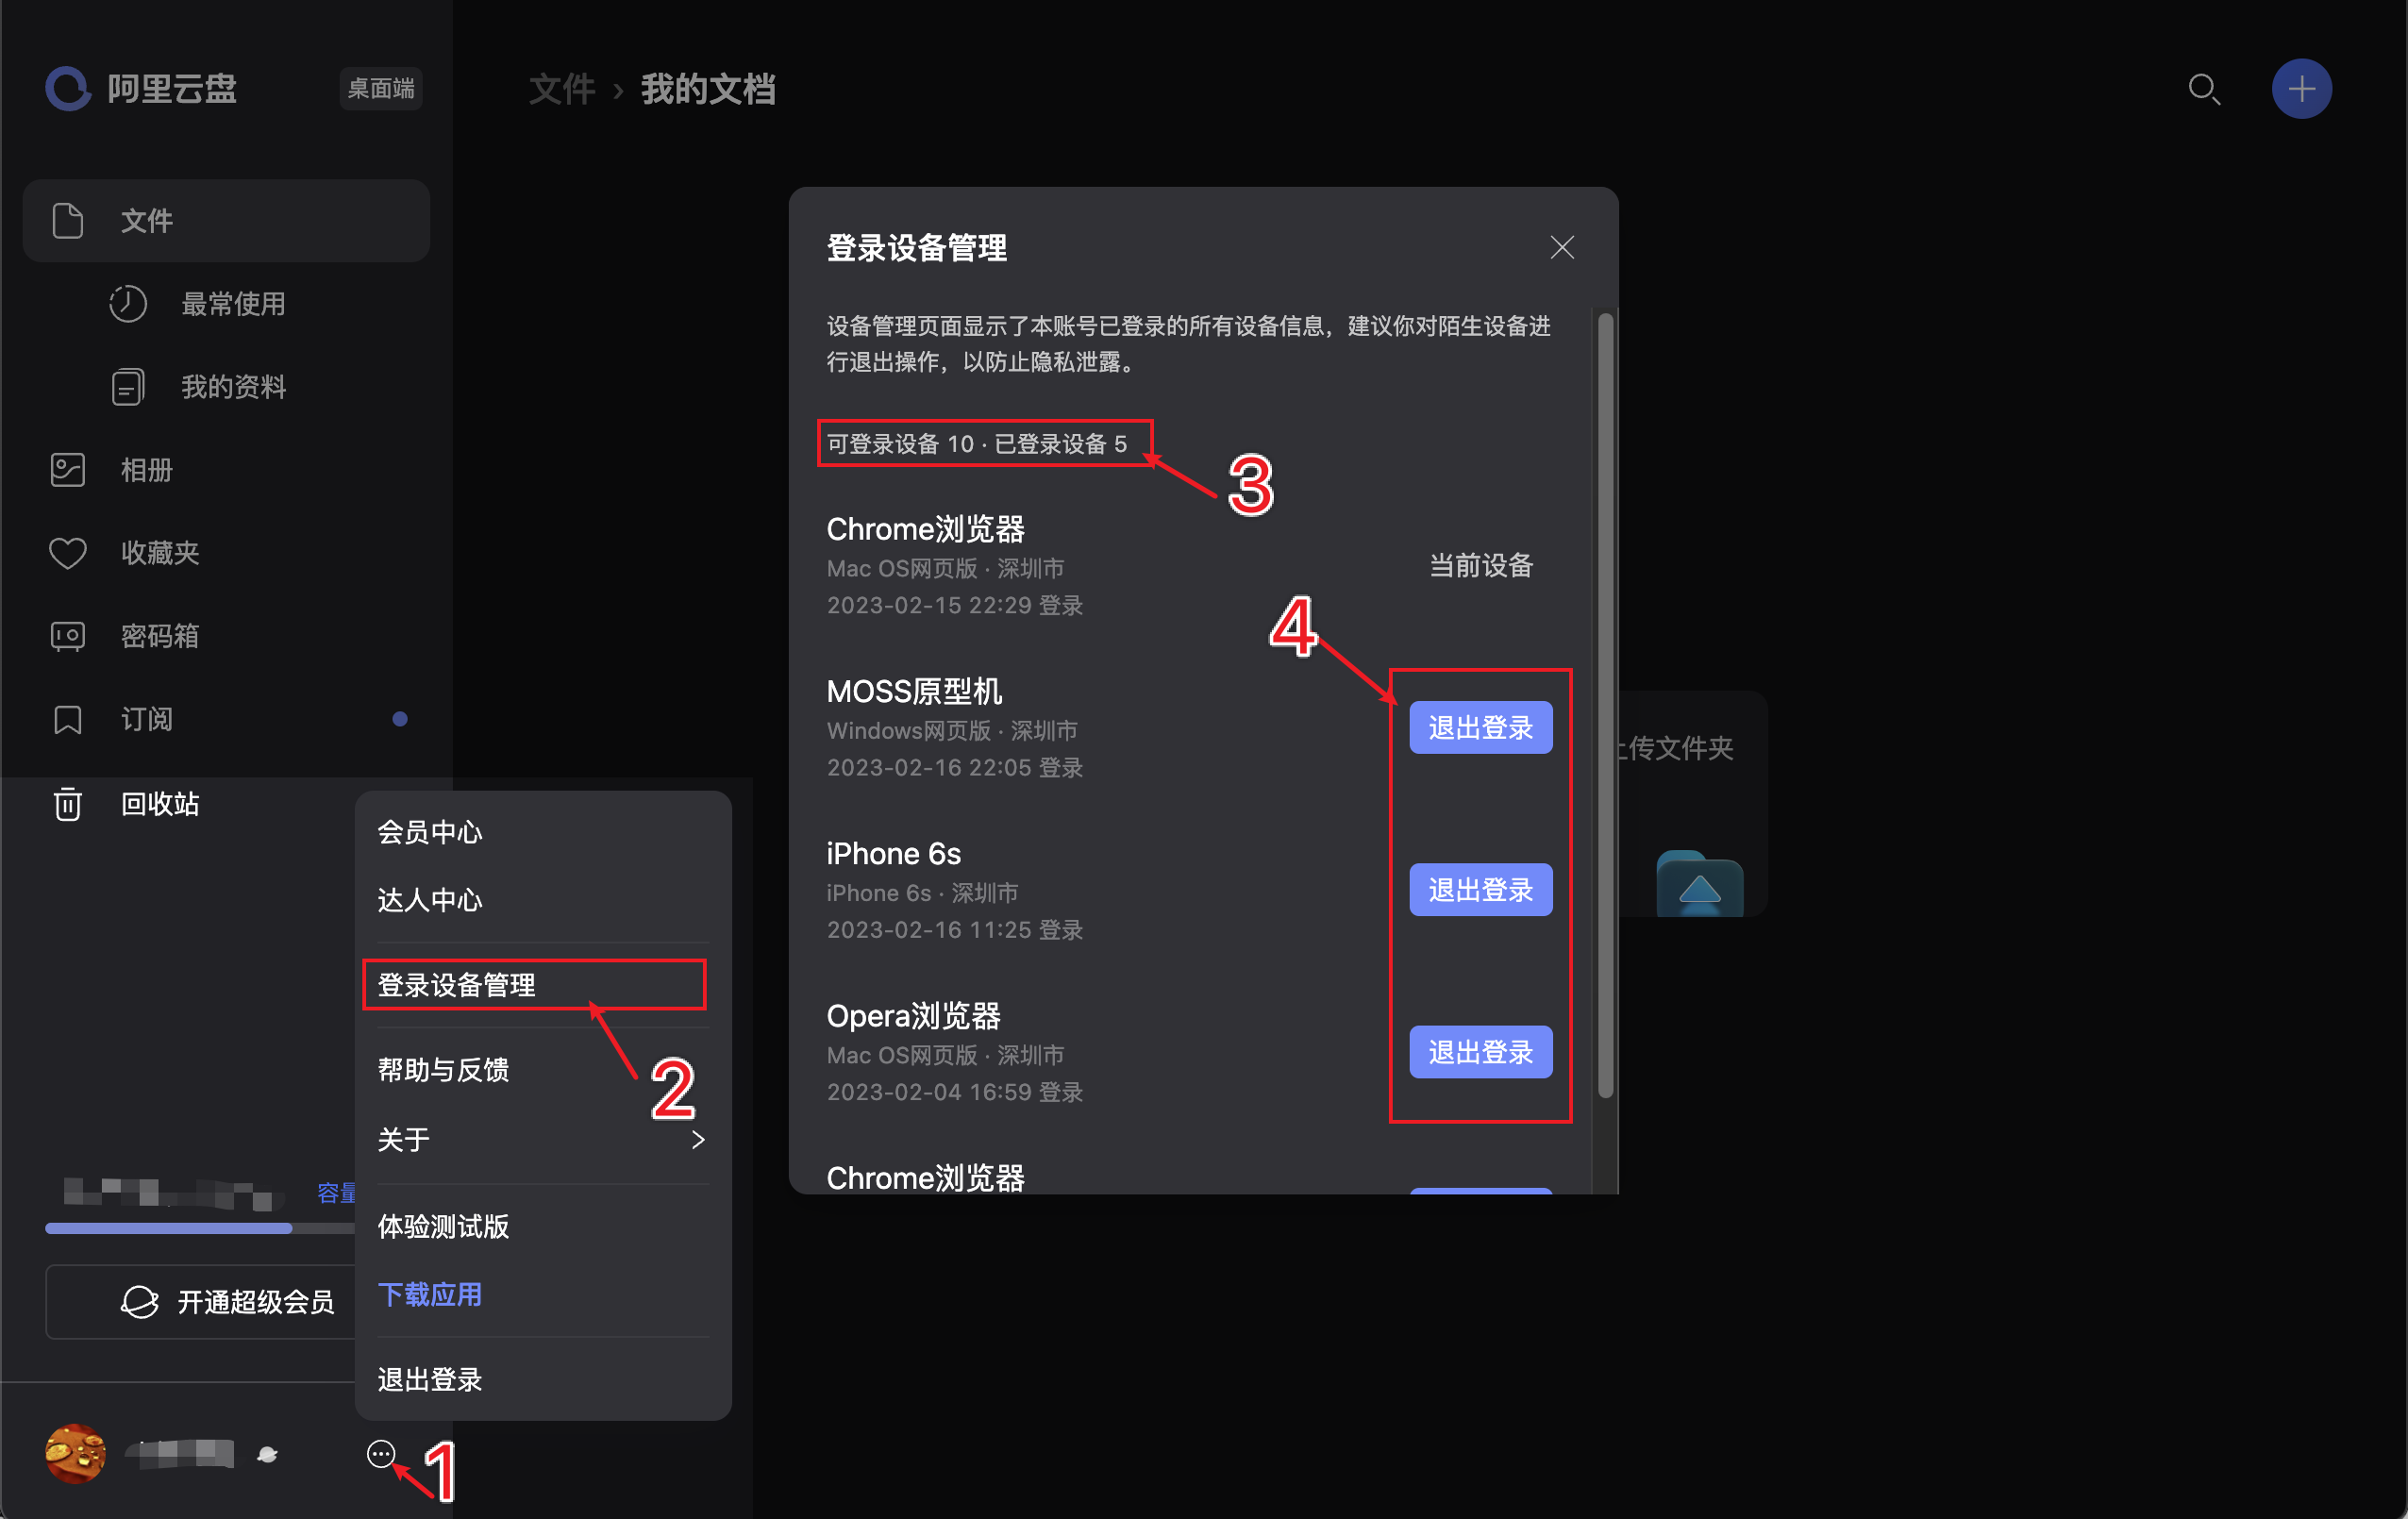 阿里云盘
桌面端
文件 › 我的文档
文件
最常使用
我的资料
相册
收藏夹
密码箱
订阅
回收站
容量
开通超级会员
会员中心
达人中心
登录设备管理
帮助与反馈
关于
体验测试版
下载应用
退出登录
1
2
登录设备管理
设备管理页面显示了本账号已登录的所有设备信息，建议你对陌生设备进
行退出操作，以防止隐私泄露。
可登录设备 10 · 已登录设备 5
3
Chrome浏览器
Mac OS网页版 · 深圳市
2023-02-15 22:29 登录
当前设备
4
MOSS原型机
Windows网页版 · 深圳市
2023-02-16 22:05 登录
退出登录
iPhone 6s
iPhone 6s · 深圳市
2023-02-16 11:25 登录
退出登录
Opera浏览器
Mac OS网页版 · 深圳市
2023-02-04 16:59 登录
退出登录
Chrome浏览器
传文件夹